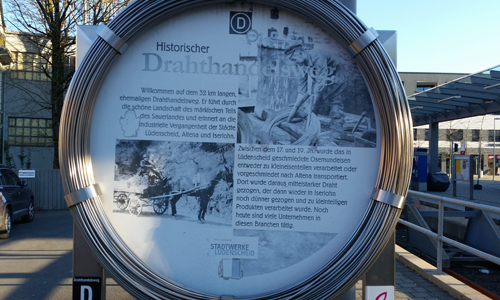 D
Historischer
Drahthandelsweg
Willkommen auf dem 32 km langen,
ehemaligen Drahthandelsweg. Er führt durch
die schöne Landschaft des märkischen Teils
des Sauerlandes und erinnert an die
industrielle Vergangenheit der Städte
Lüdenscheid, Altena und Iserlohn.
Zwischen dem 17. und 19. Jh. wurde das in
Lüdenscheid geschmiedete Osemundeisen
entweder zu Kleineisenteilen verarbeitet oder
vorgeschmiedet nach Altena transportiert.
Dort wurde daraus mittelstarker Draht
gezogen, der dann wieder in Iserlohn
noch dünner gezogen und zu kleinteiligen
Produkten verarbeitet wurde. Noch
heute sind viele Unternehmen in
diesen Branchen tätig.
STADTWERKE
LÜDENSCHEID
D